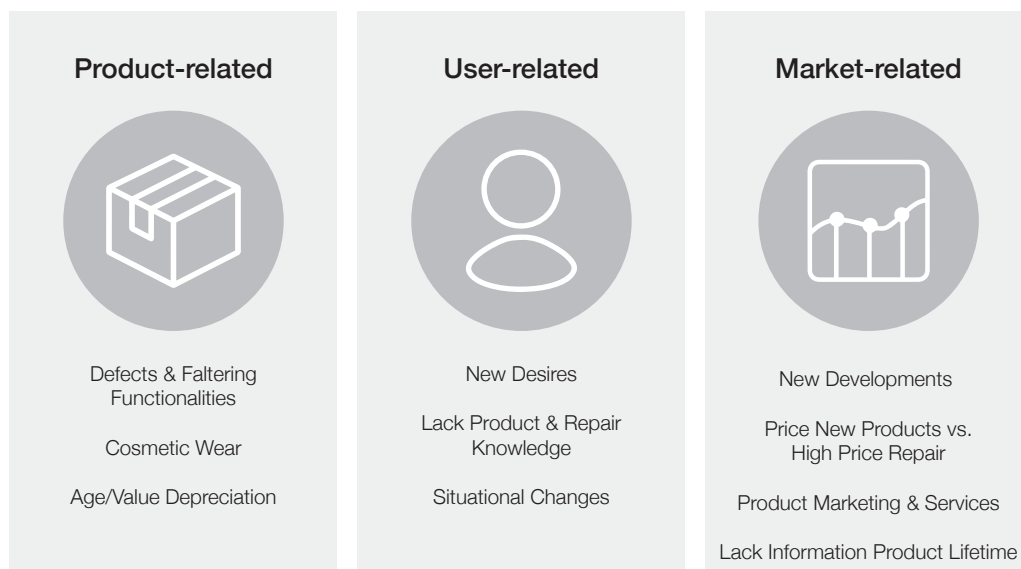 Product-related
Defects & Faltering
Functionalities
Cosmetic Wear
Age/Value Depreciation
User-related
New Desires
Lack Product & Repair
Knowledge
Situational Changes
Market-related
New Developments
Price New Products vs.
High Price Repair
Product Marketing & Services
Lack Information Product Lifetime